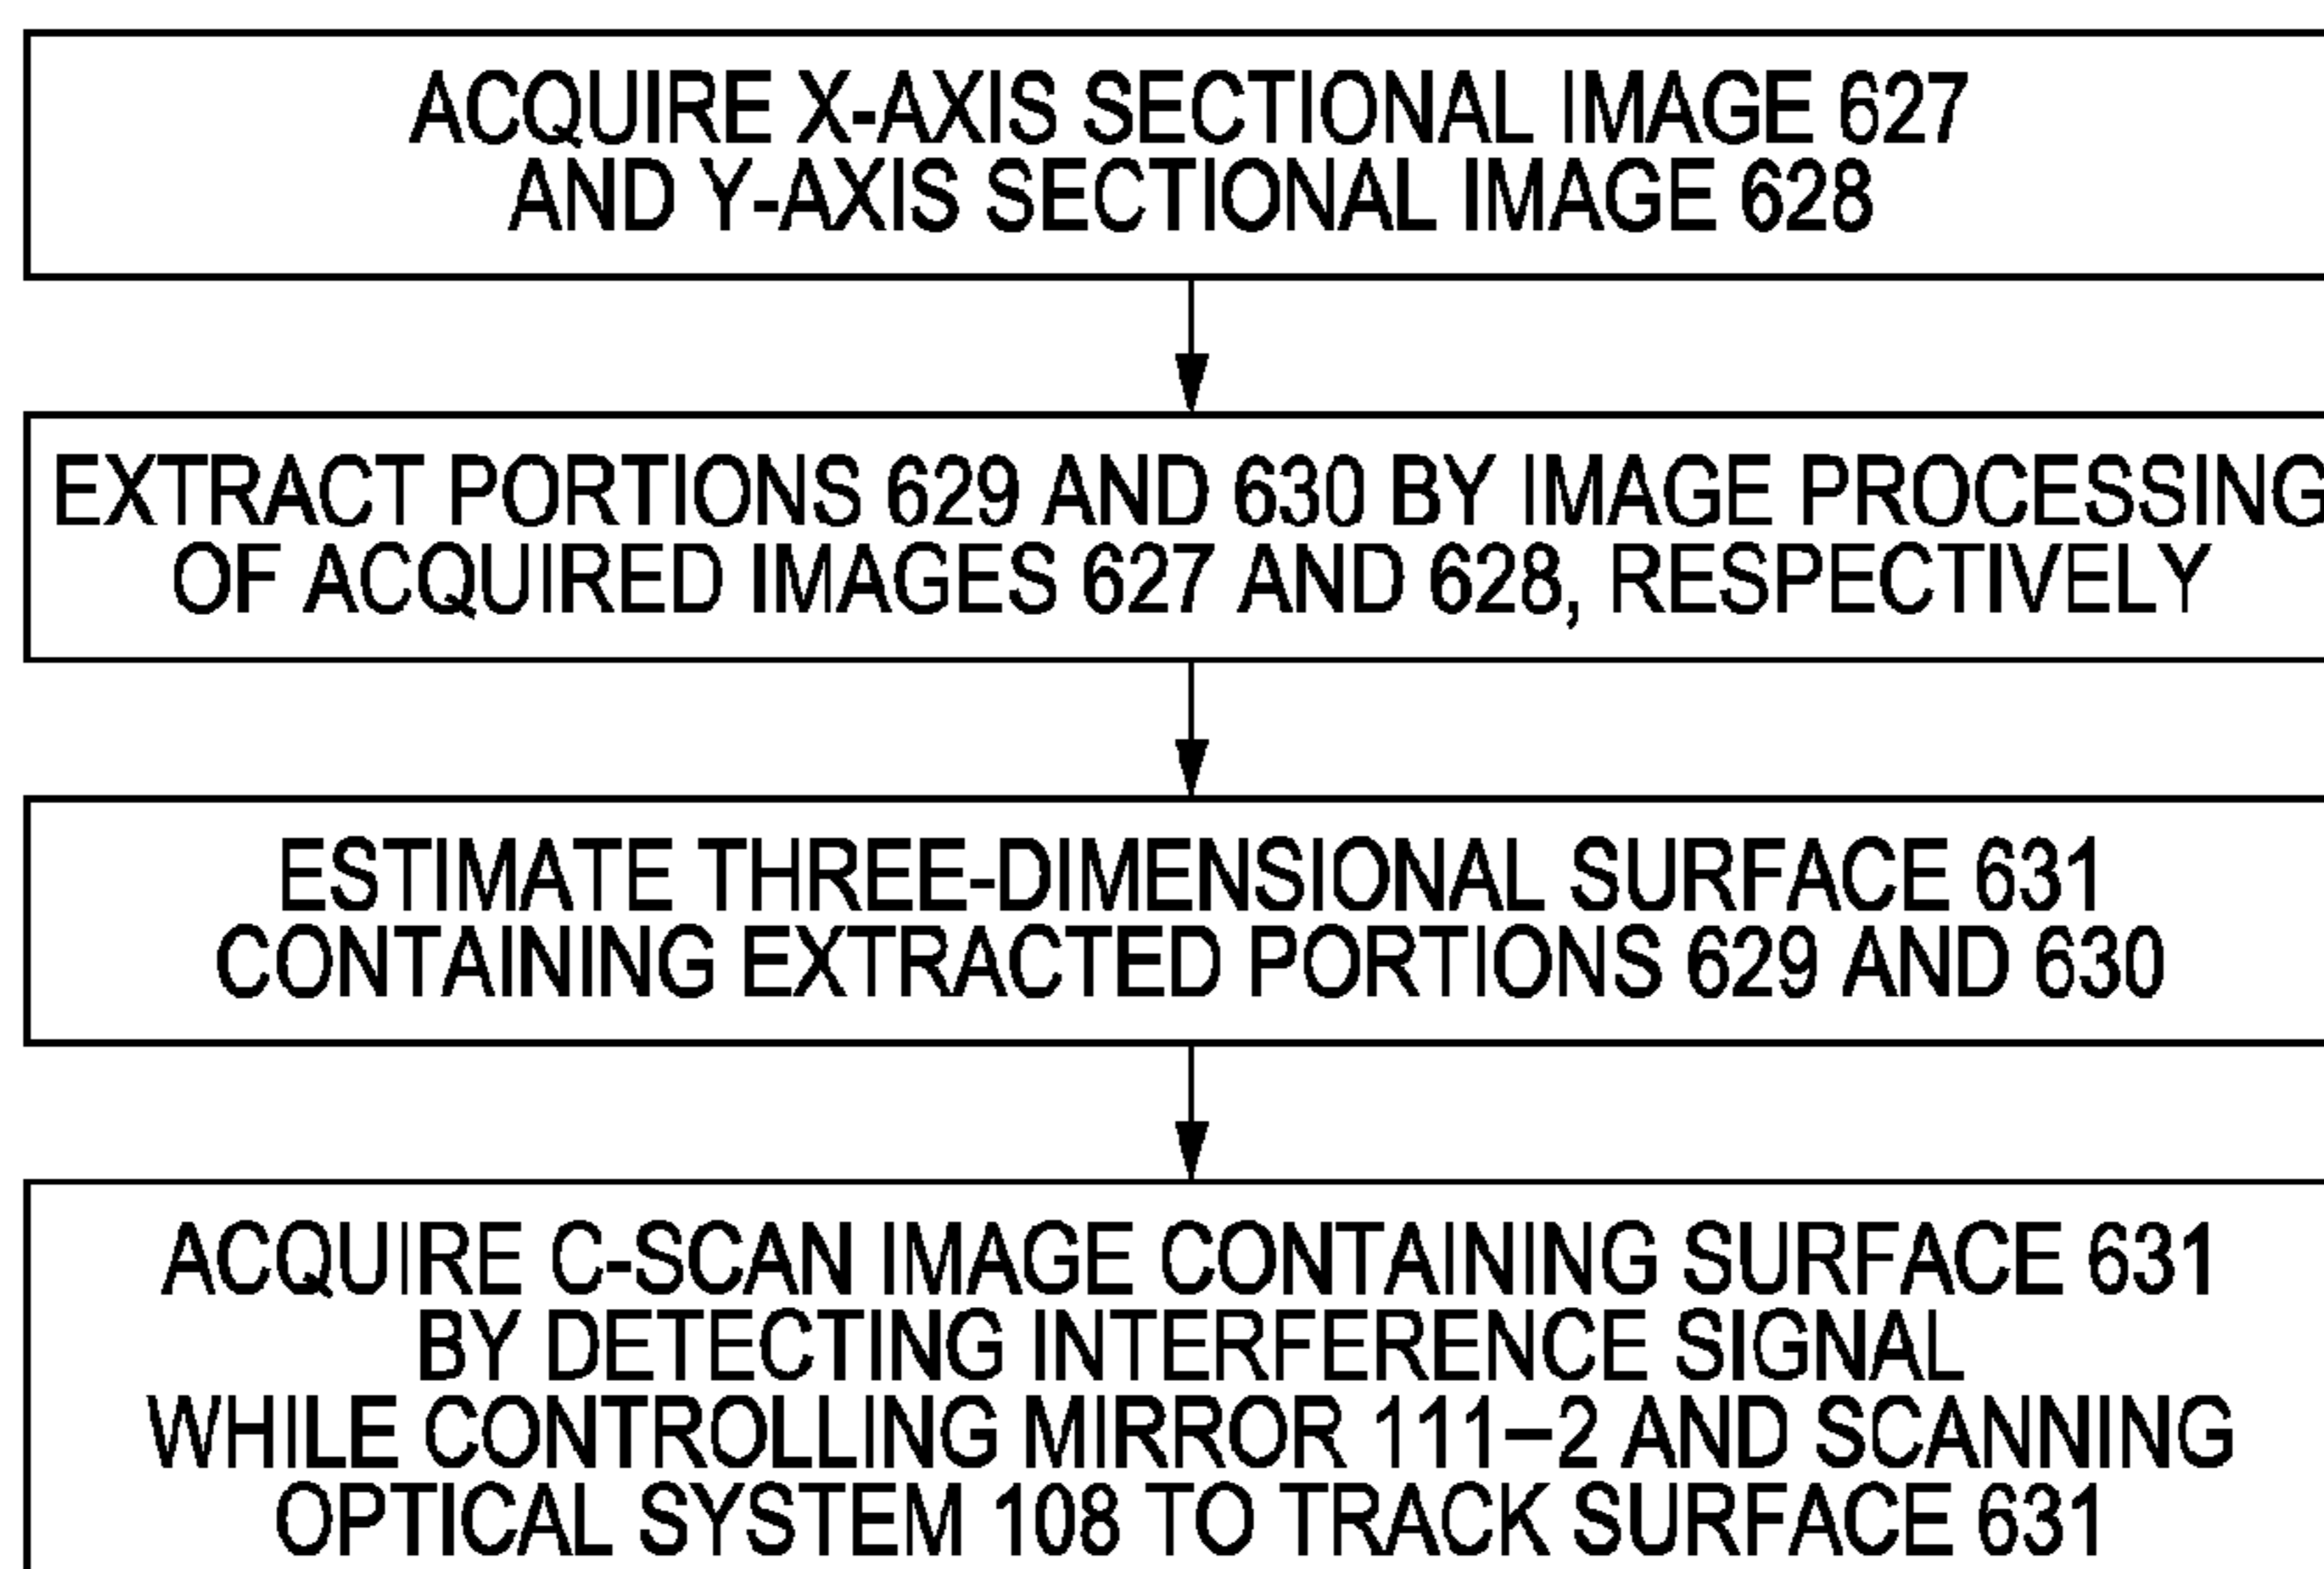 ACQUIRE X-AXIS SECTIONAL IMAGE 627
AND Y-AXIS SECTIONAL IMAGE 628
EXTRACT PORTIONS 629 AND 630 BY IMAGE PROCESSING
OF ACQUIRED IMAGES 627 AND 628, RESPECTIVELY
ESTIMATE THREE-DIMENSIONAL SURFACE 631
CONTAINING EXTRACTED PORTIONS 629 AND 630
ACQUIRE C-SCAN IMAGE CONTAINING SURFACE 631
BY DETECTING INTERFERENCE SIGNAL
WHILE CONTROLLING MIRROR 111–2 AND SCANNING
OPTICAL SYSTEM 108 TO TRACK SURFACE 631